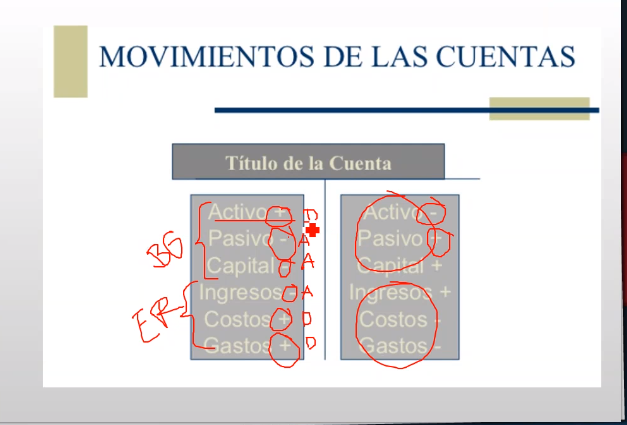 MOVIMIENTOS DE LAS CUENTAS
Título de la Cuenta
Activo + D Activo -
Pasivo - A Pasivo +
Capital - A Capital +
Ingresos - A Ingresos +
Costos + D Costos -
Gastos + D Gastos -
BG
ER